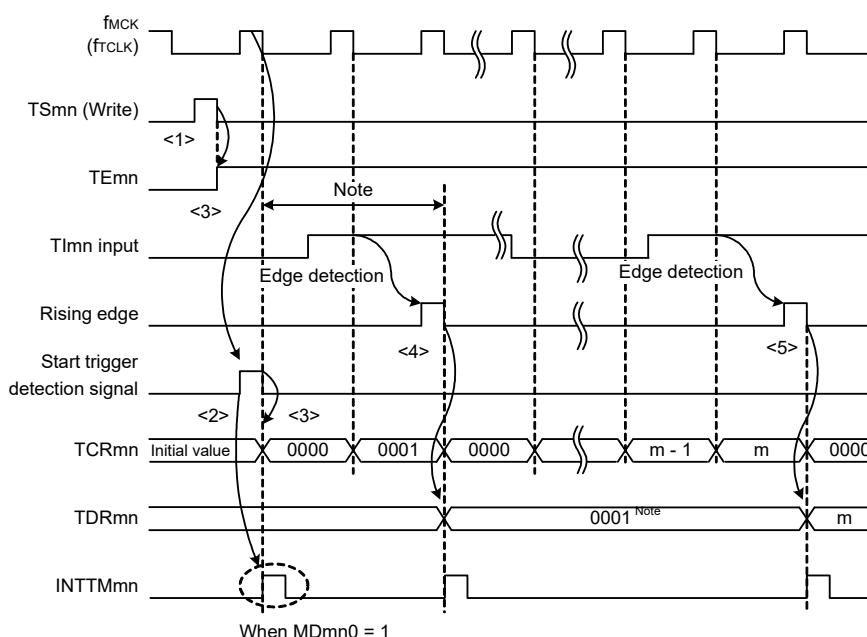 fMCK
(fTCLK)
TSmn (Write)
<1>
TEmn
<3>
Note
TImn input
Edge detection
Edge detection
Rising edge
<4>
<5>
Start trigger
detection signal
<2>
<3>
TCRmn
Initial value
0000
0001
0000
m - 1
m
0000
TDRmn
0001 Note
m
INTTMmn
When MDmn0 = 1